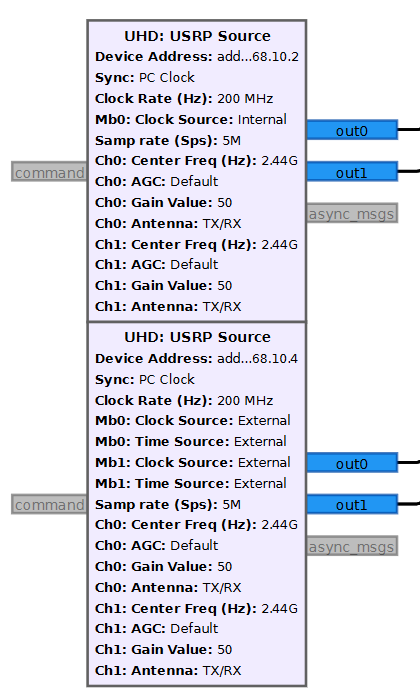 UHD: USRP Source
Device Address: add...68.10.2
Sync: PC Clock
Clock Rate (Hz): 200 MHz
Mb0: Clock Source: Internal
Samp rate (Sps): 5M
Ch0: Center Freq (Hz): 2.44G
Ch0: AGC: Default
Ch0: Gain Value: 50
Ch0: Antenna: TX/RX
Ch1: Center Freq (Hz): 2.44G
Ch1: AGC: Default
Ch1: Gain Value: 50
Ch1: Antenna: TX/RX
command
out0
out1
async_msgs
UHD: USRP Source
Device Address: add...68.10.4
Sync: PC Clock
Clock Rate (Hz): 200 MHz
Mb0: Clock Source: External
Mb0: Time Source: External
Mb1: Clock Source: External
Mb1: Time Source: External
Samp rate (Sps): 5M
Ch0: Center Freq (Hz): 2.44G
Ch0: AGC: Default
Ch0: Gain Value: 50
Ch0: Antenna: TX/RX
Ch1: Center Freq (Hz): 2.44G
Ch1: AGC: Default
Ch1: Gain Value: 50
Ch1: Antenna: TX/RX
command
out0
out1
async_msgs